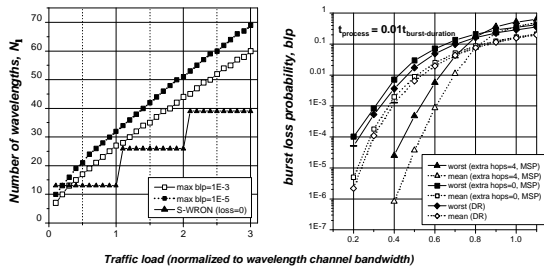 Number of wavelengths, Nλ
70
60
50
40
30
20
10
0
0
1
2
3
max blp=1E-3
max blp=1E-5
S-WRON (loss=0)
burst loss probability, blp
1
0.1
0.01
1E-3
1E-4
1E-5
1E-6
1E-7
0.2
0.4
0.6
0.8
1.0
tprocess = 0.01tburst-duration
worst (extra hops=4, MSP)
mean (extra hops=4, MSP)
worst (extra hops=0, MSP)
mean (extra hops=0, MSP)
worst (DR)
mean (DR)
Traffic load (normalized to wavelength channel bandwidth)